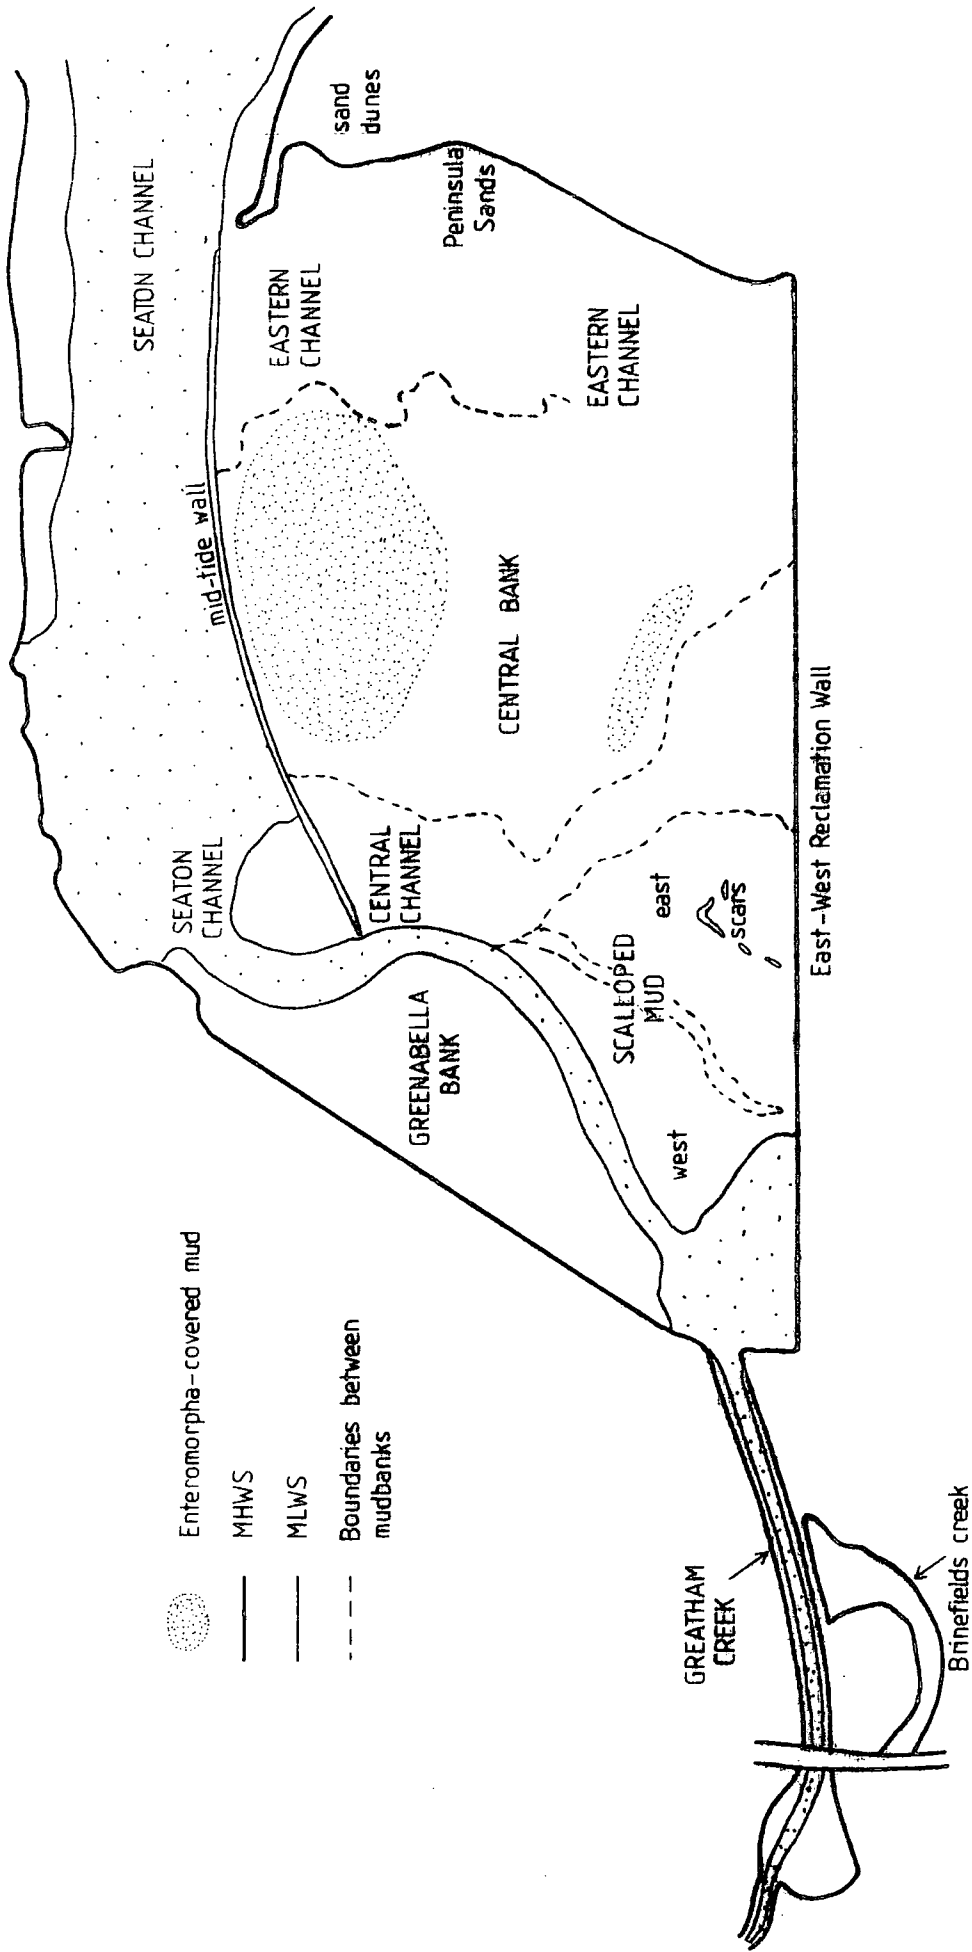 Enteromorpha-covered mud
MHWS
MLWS
Boundaries between
mudbanks
SEATON CHANNEL
SEATON
CHANNEL
mid-tide wall
sand
dunes
Peninsula
Sands
EASTERN
CHANNEL
EASTERN
CHANNEL
CENTRAL BANK
CENTRAL
CHANNEL
GREENABELLA
BANK
SCALLOPED
MUD
east
scars
west
East-West Reclamation Wall
GREATHAM
CREEK
Brinefields creek